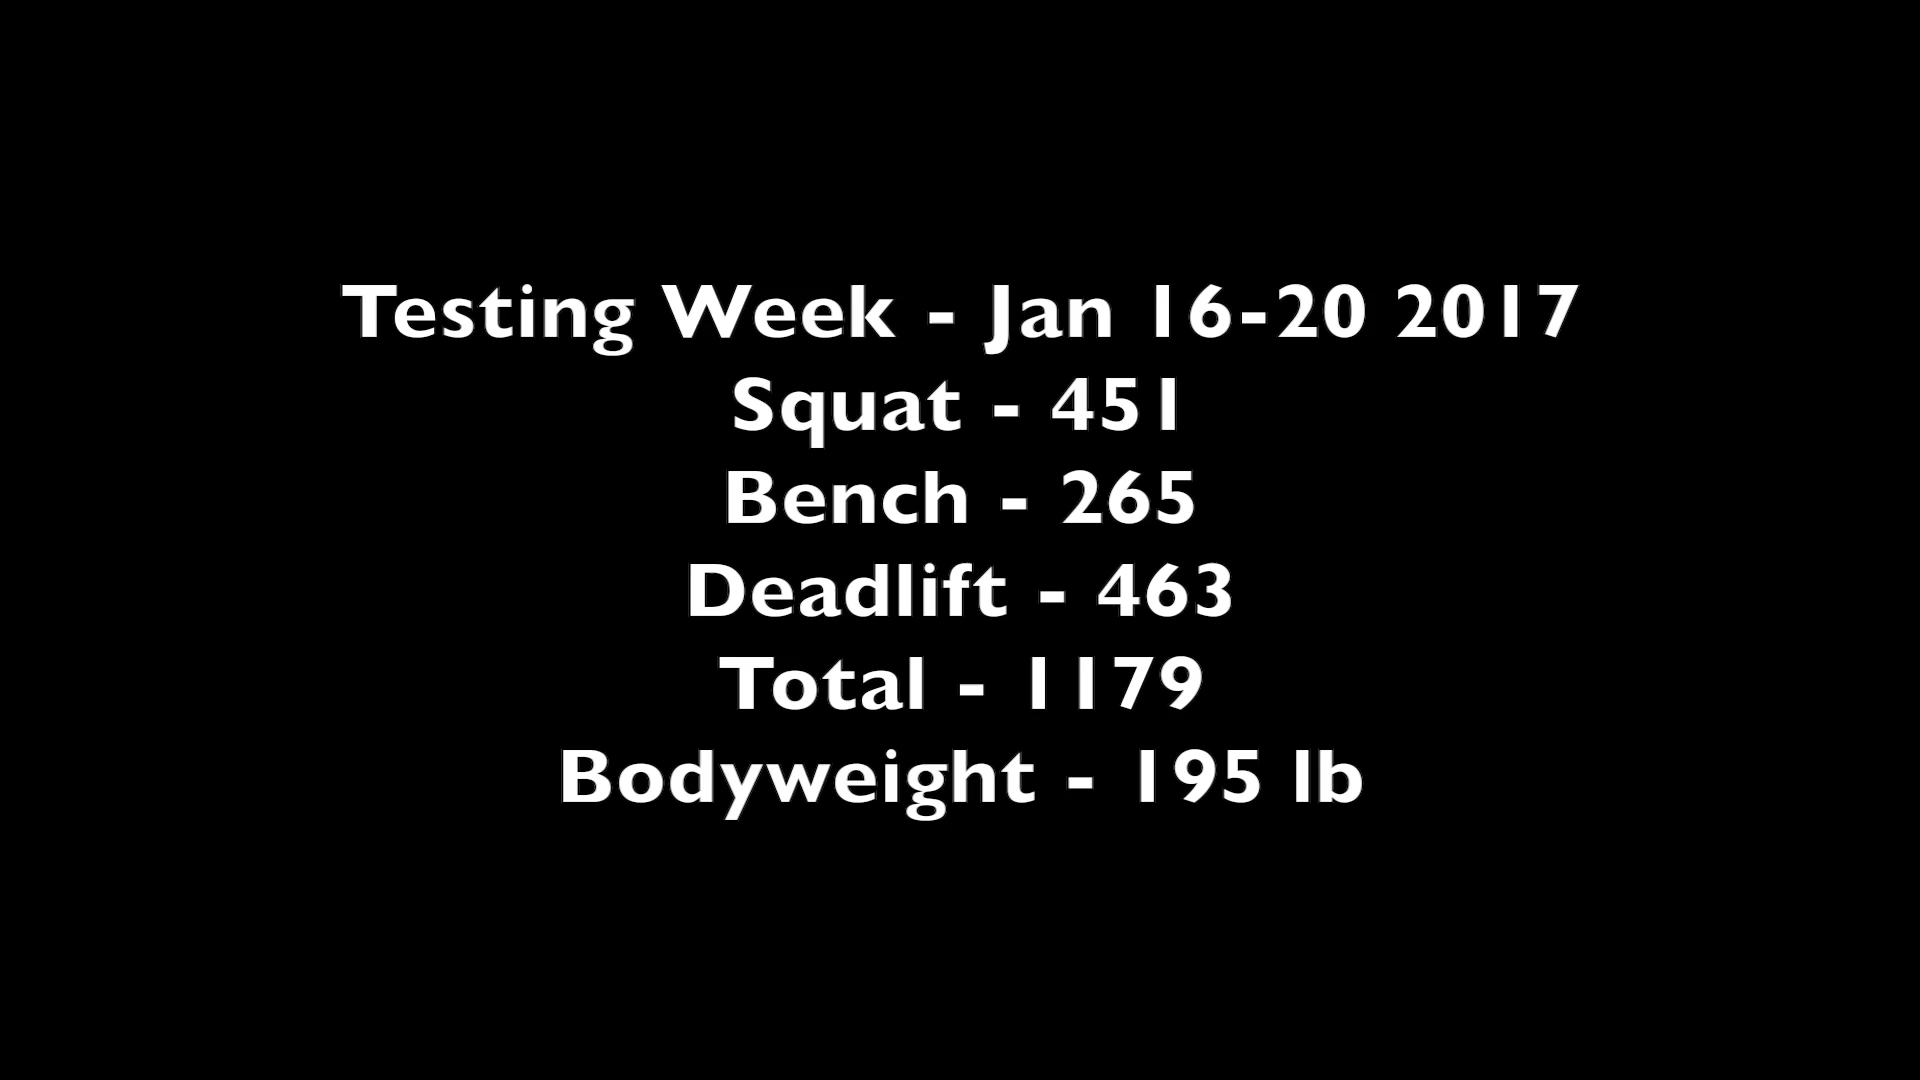 Testing Week - Jan 16-20 2017
Squat - 451
Bench - 265
Deadlift - 463
Total - 1179
Bodyweight - 195 lb